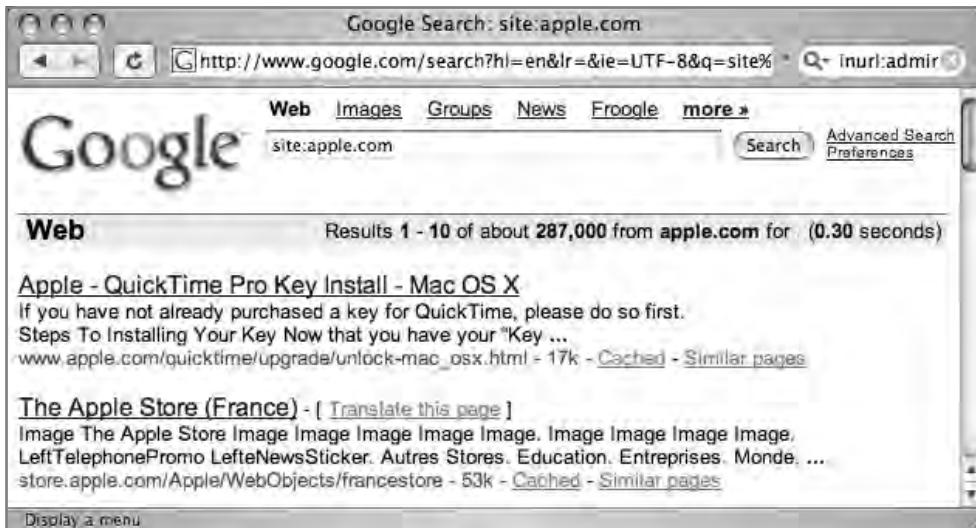 Google Search: site:apple.com
G http://www.google.com/search?hl=en&lr=&ie=UTF-8&q=site% Q inurl:admir
Web Images Groups News Froogle more »
Google
site:apple.com Search Advanced Search
Preferences
Web Results 1 - 10 of about 287,000 from apple.com for (0.30 seconds)
Apple - QuickTime Pro Key Install - Mac OS X
If you have not already purchased a key for QuickTime, please do so first.
Steps To Installing Your Key Now that you have your "Key ...
www.apple.com/quicktime/upgrade/unlock-mac_osx.html - 17k - Cached - Similar pages
The Apple Store (France) - [ Translate this page ]
Image The Apple Store Image Image Image Image Image. Image Image Image Image.
LeftTelephonePromo LefteNewsSticker. Autres Stores. Education. Entreprises. Monde. ...
store.apple.com/Apple/WebObjects/francestore - 53k - Cached - Similar pages
Display a menu